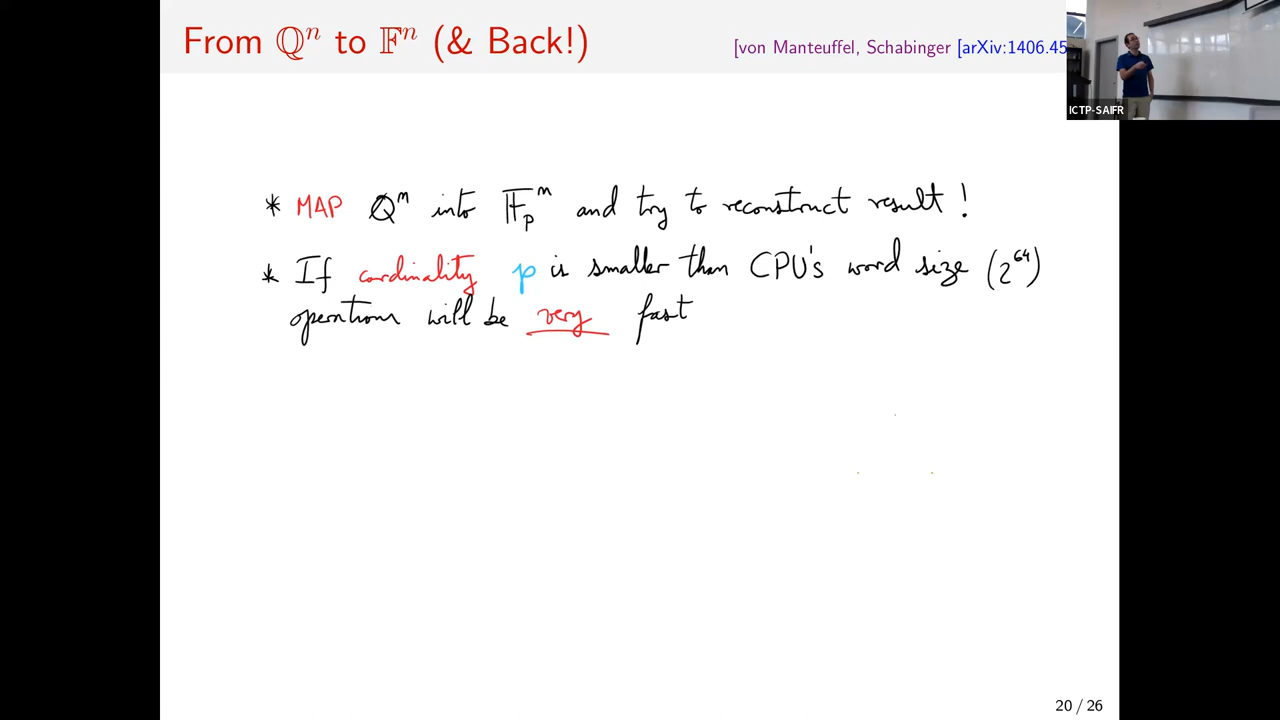 From ℚⁿ to 𝔽ⁿ (& Back!)
[von Manteuffel, Schabinger [arXiv:1406.45
ICTP-SAIFR
* MAP ℚⁿ into 𝔽ₚⁿ and try to reconstruct result !
* If cardinality p is smaller than CPU's word size (2⁶⁴)
operations will be very fast
20 / 26